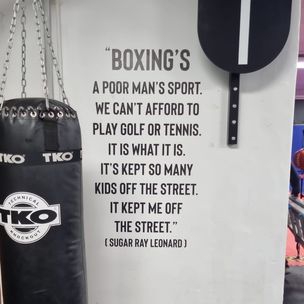 "BOXING'S
A POOR MAN'S SPORT.
WE CAN'T AFFORD TO
PLAY GOLF OR TENNIS.
IT IS WHAT IT IS.
IT'S KEPT SO MANY
KIDS OFF THE STREET.
IT KEPT ME OFF
THE STREET."
( SUGAR RAY LEONARD )
TKO
TKO
TECHNICAL
TKO
KNOCKOUT